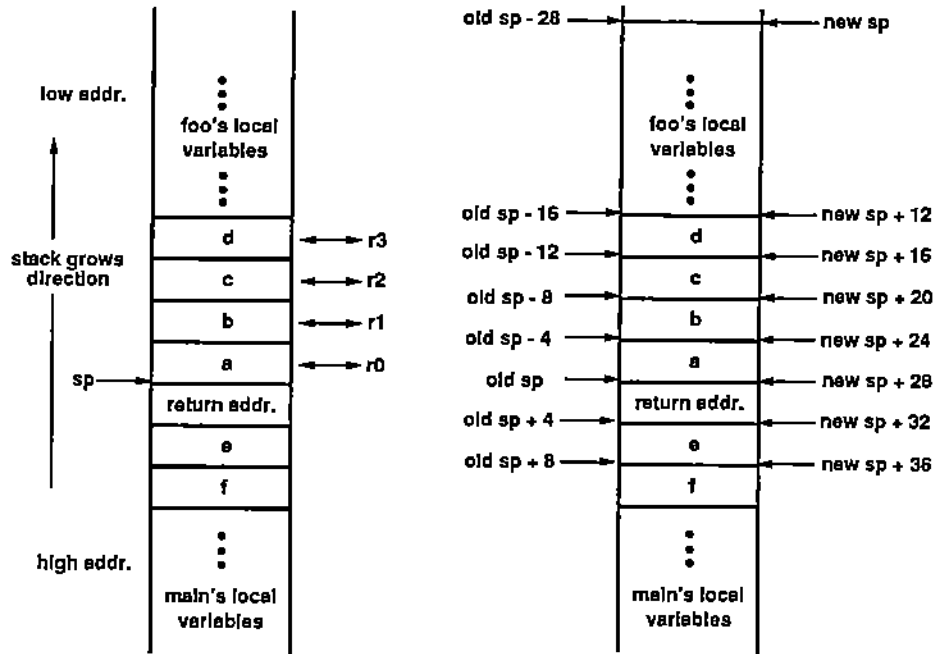 low addr.
stack grows
direction
high addr.
foo's local
variables
d
r3
c
r2
b
r1
a
r0
sp
return addr.
e
f
main's local
variables
old sp - 28
new sp
foo's local
variables
old sp - 16
new sp + 12
d
old sp - 12
new sp + 16
c
old sp - 8
new sp + 20
b
old sp - 4
new sp + 24
a
old sp
new sp + 28
return addr.
old sp + 4
new sp + 32
e
old sp + 8
new sp + 36
f
main's local
variables